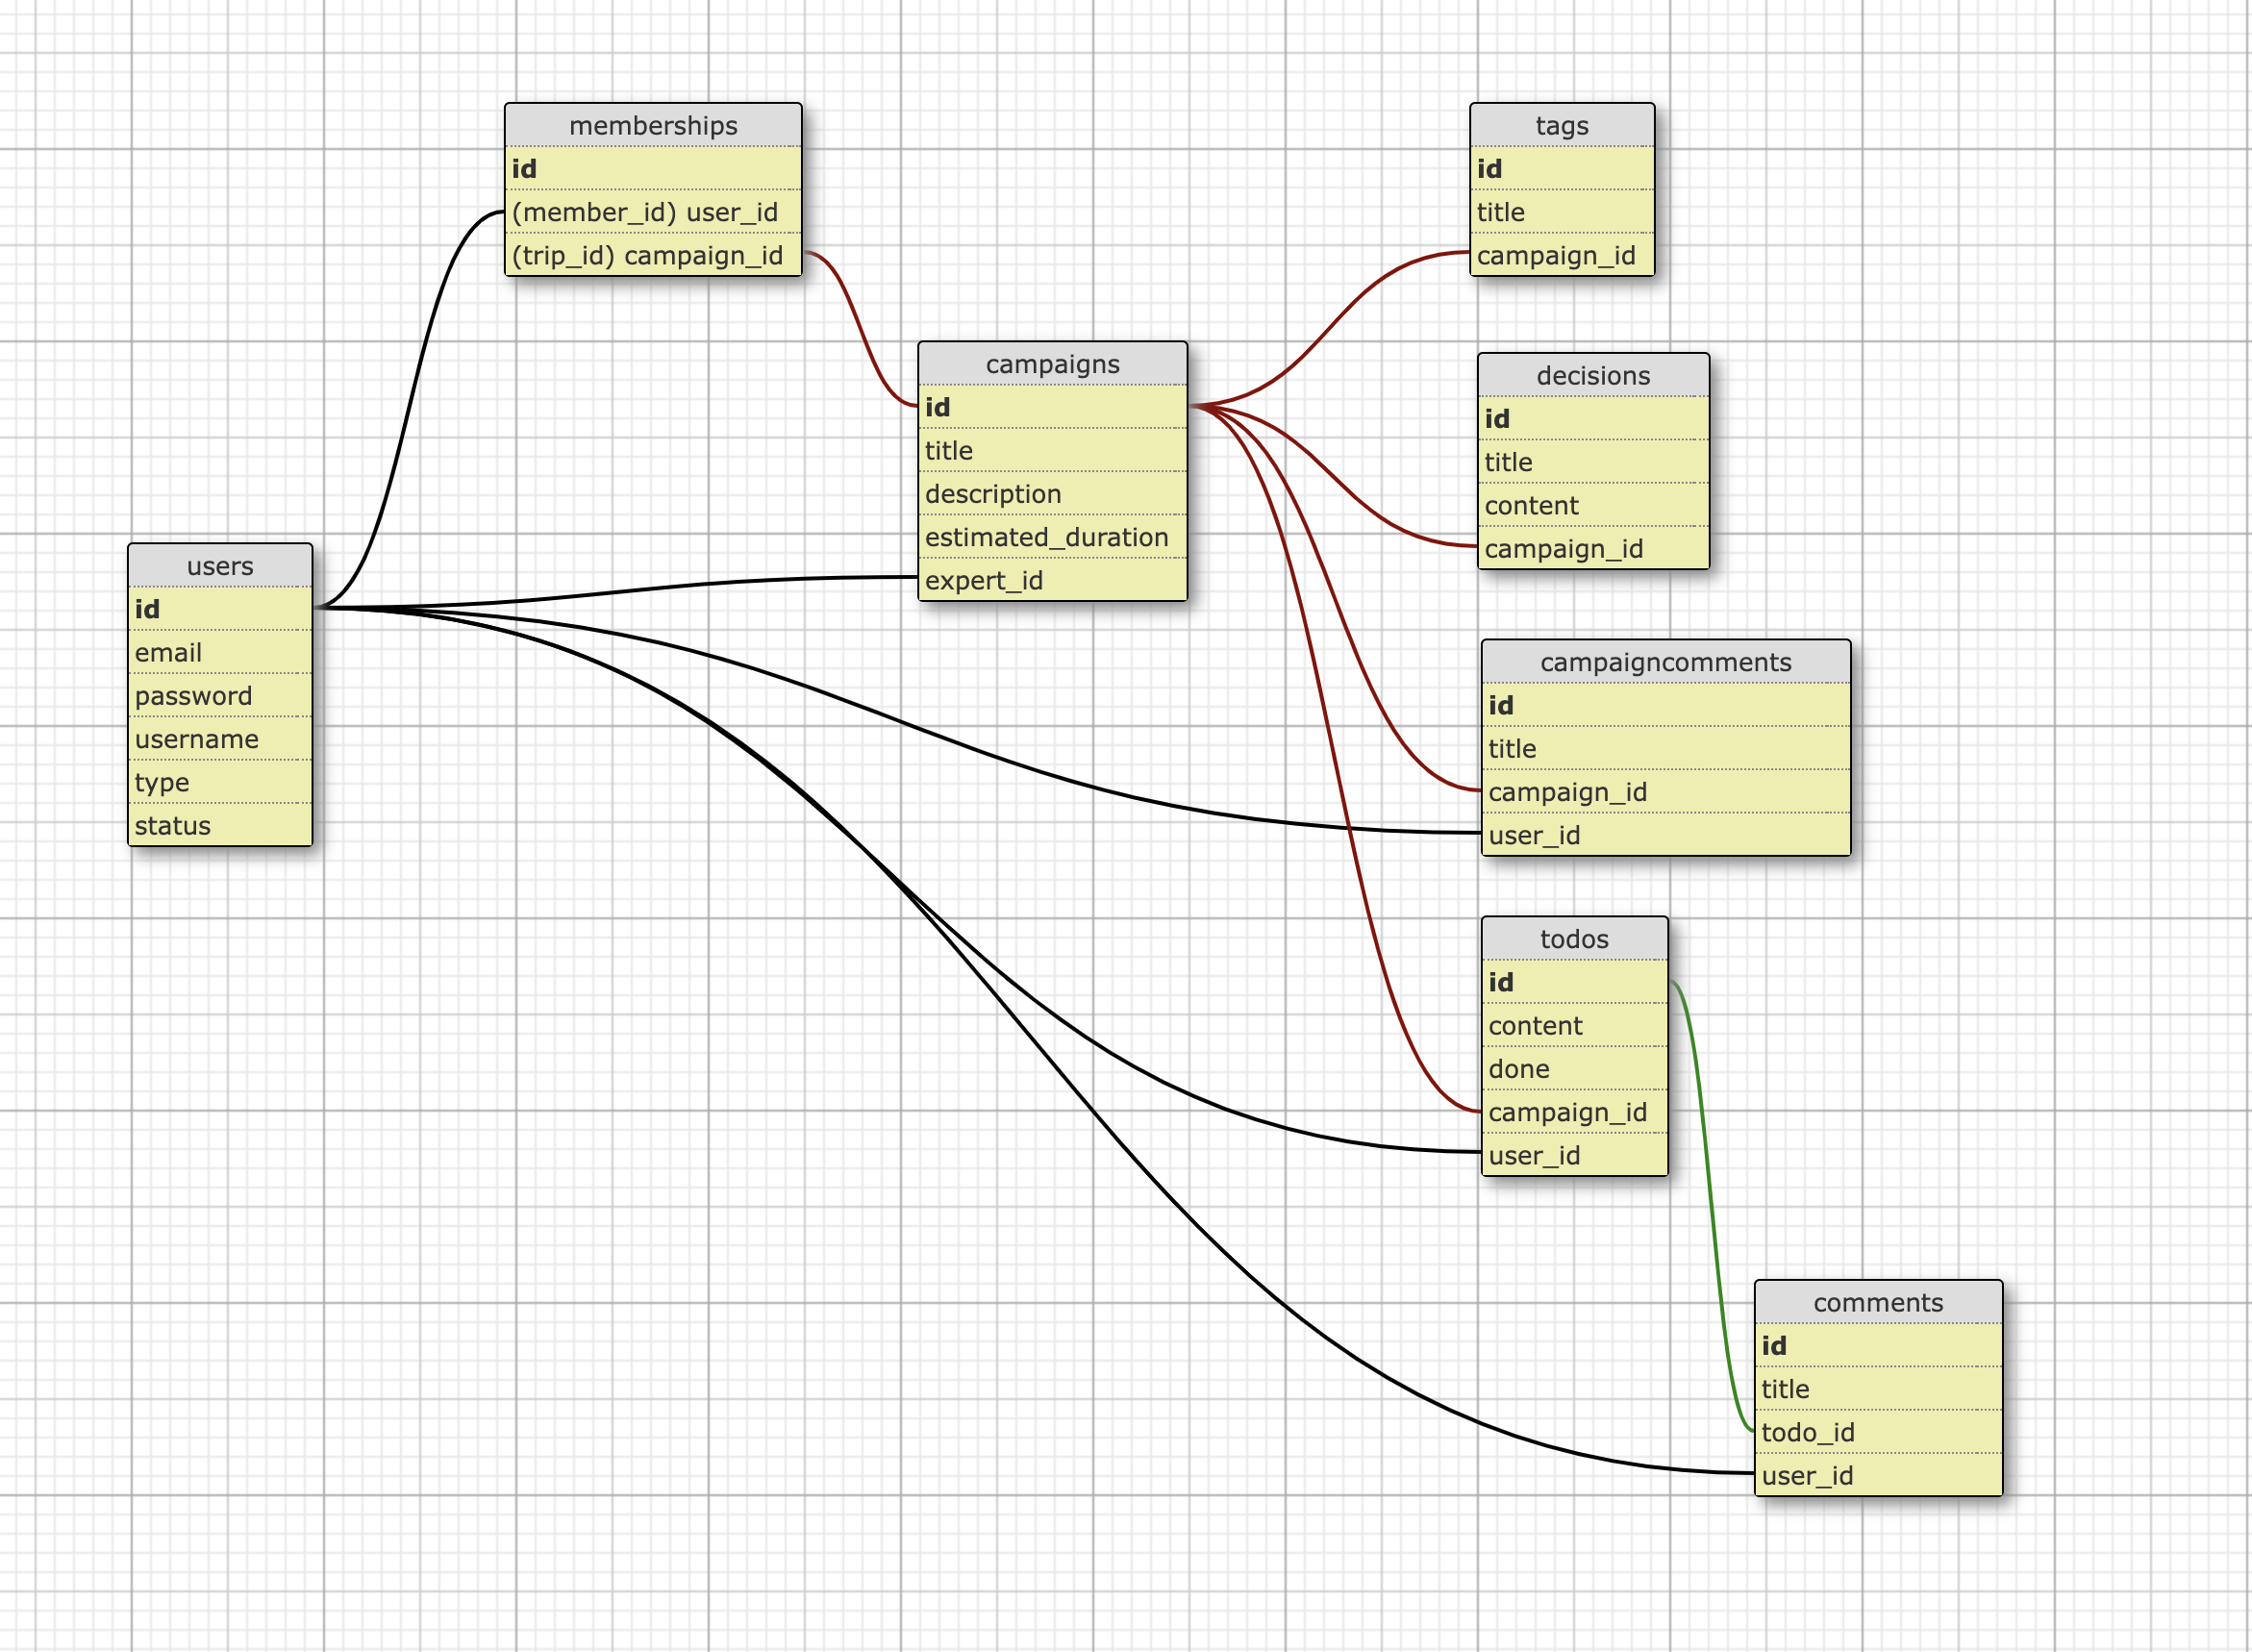 memberships
id
(member_id) user_id
(trip_id) campaign_id
tags
id
title
campaign_id
campaigns
id
title
description
estimated_duration
expert_id
decisions
id
title
content
campaign_id
users
id
email
password
username
type
status
campaigncomments
id
title
campaign_id
user_id
todos
id
content
done
campaign_id
user_id
comments
id
title
todo_id
user_id